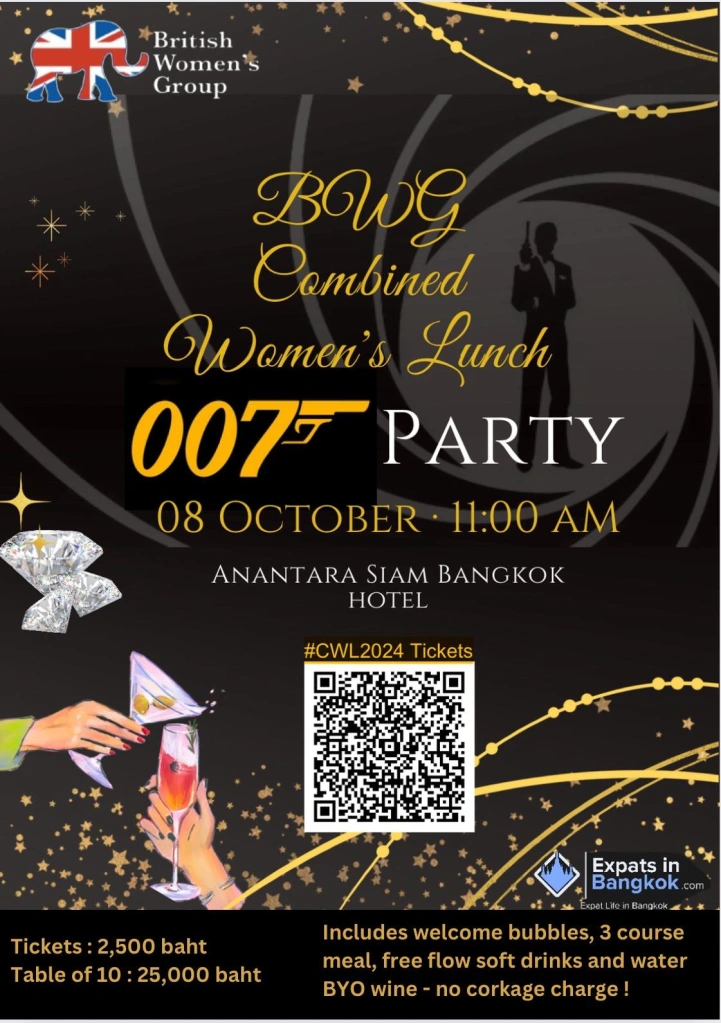 British
Women's
Group
BWG
Combined
Women's Lunch
007 Party
08 October · 11:00 AM
Anantara Siam Bangkok
Hotel
#CWL2024 Tickets
Expats in
Bangkok.com
Expat Life in Bangkok
Tickets : 2,500 baht
Table of 10 : 25,000 baht
Includes welcome bubbles, 3 course
meal, free flow soft drinks and water
BYO wine - no corkage charge !